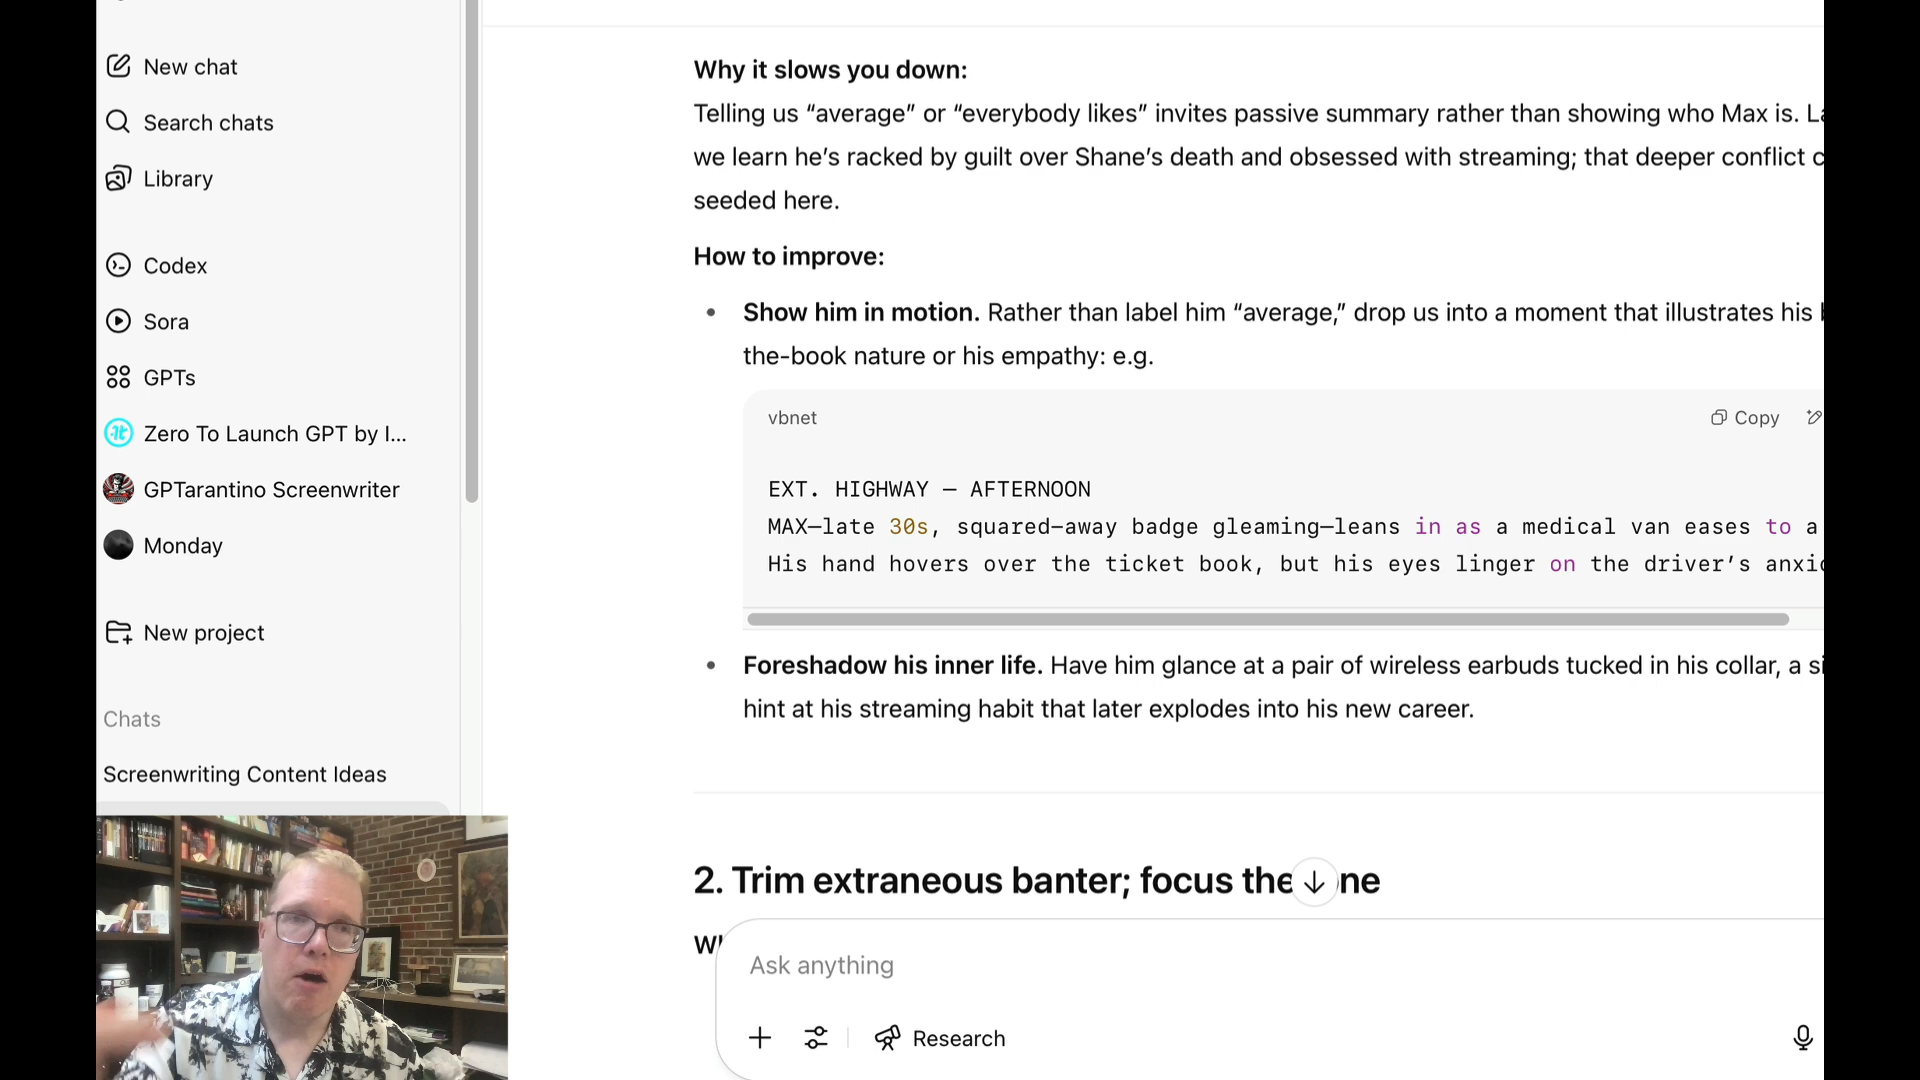 New chat
Search chats
Library
Codex
Sora
GPTs
Zero To Launch GPT by I...
GPTarantino Screenwriter
Monday
New project
Chats
Screenwriting Content Ideas
Why it slows you down:
Telling us “average” or “everybody likes” invites passive summary rather than showing who Max is.
we learn he’s racked by guilt over Shane’s death and obsessed with streaming; that deeper conflict
seeded here.
How to improve:
• Show him in motion. Rather than label him “average,” drop us into a moment that illustrates his
the-book nature or his empathy: e.g.
vbnet
Copy
EXT. HIGHWAY — AFTERNOON
MAX—late 30s, squared-away badge gleaming—leans in as a medical van eases to a
His hand hovers over the ticket book, but his eyes linger on the driver’s
• Foreshadow his inner life. Have him glance at a pair of wireless earbuds tucked in his collar, a
hint at his streaming habit that later explodes into his new career.
2. Trim extraneous banter; focus the
Ask anything
Research